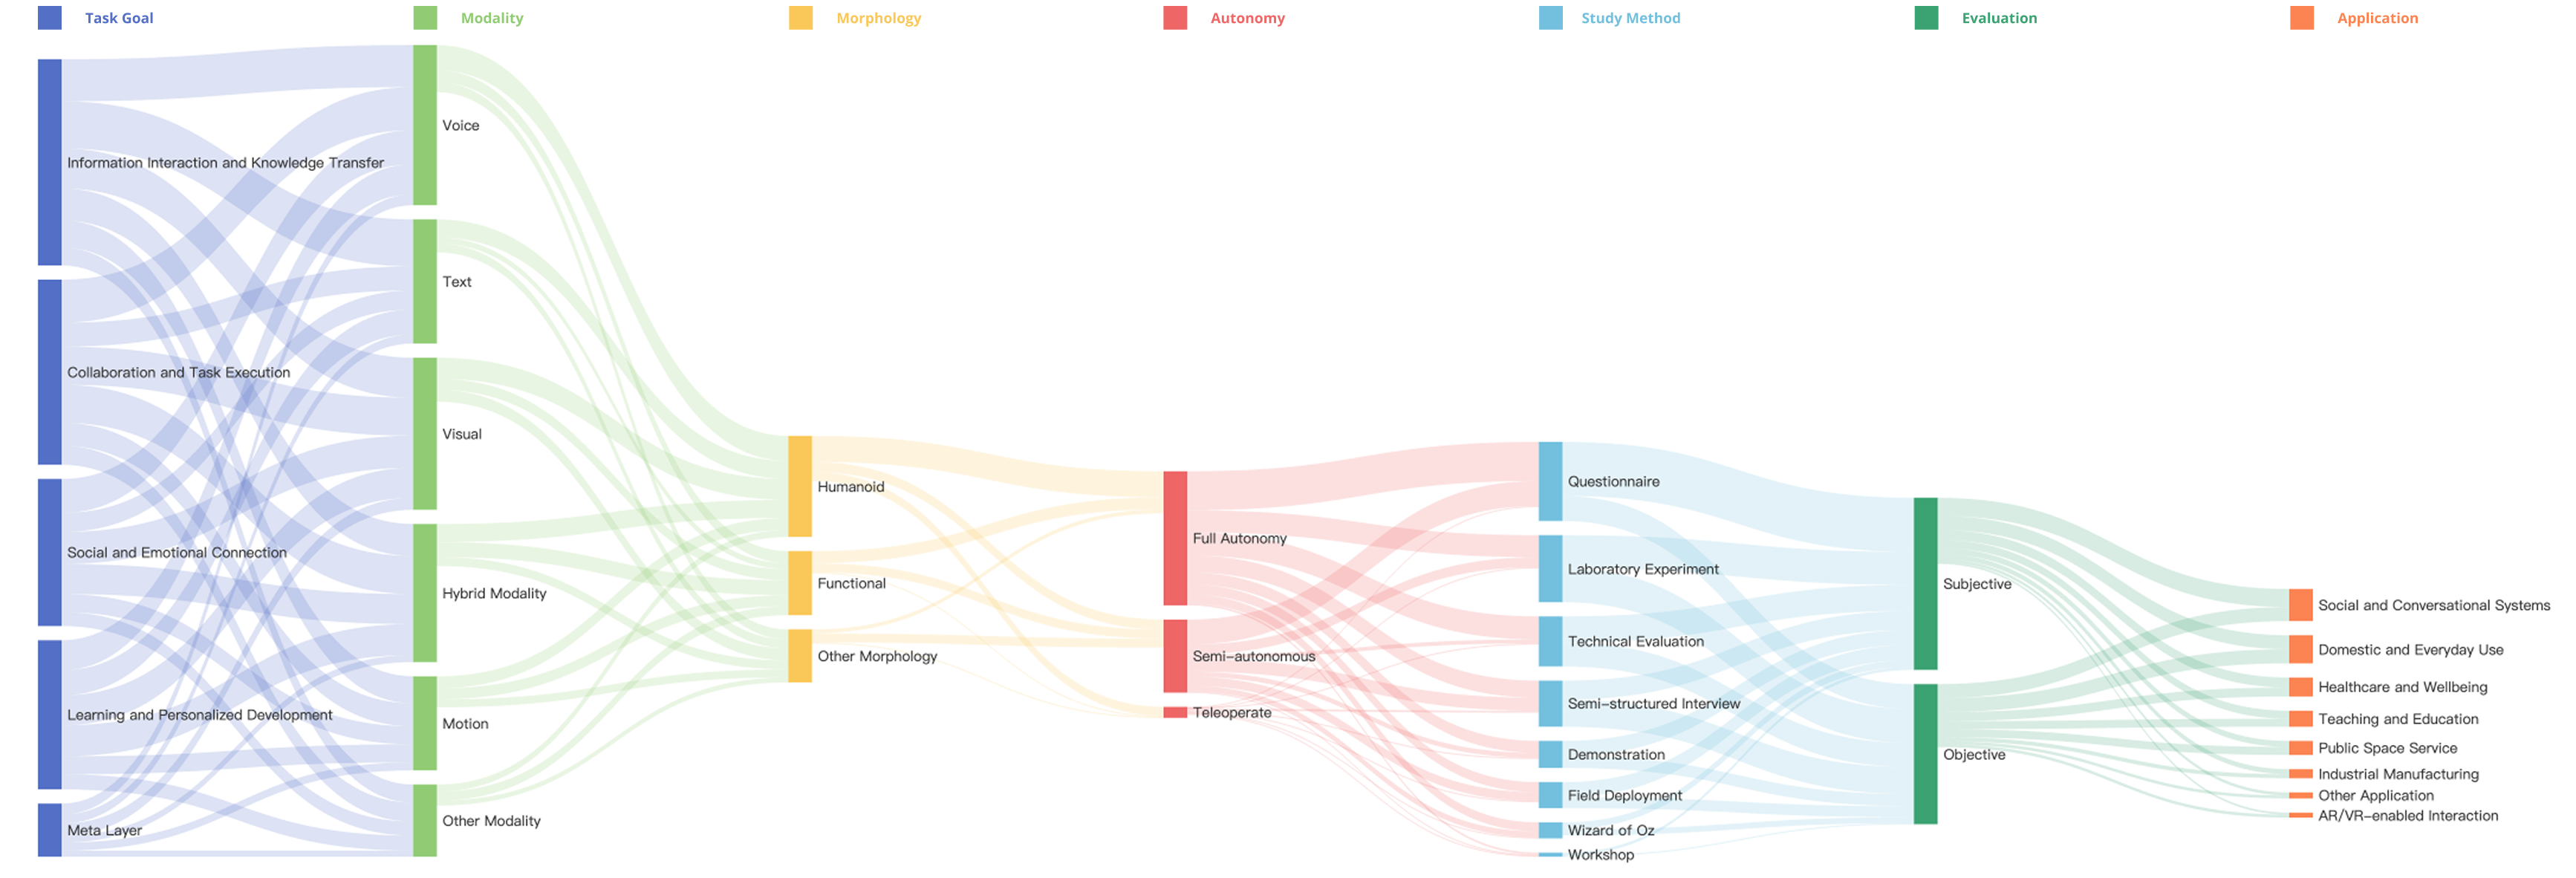 Task Goal
Modality
Morphology
Autonomy
Study Method
Evaluation
Application
Information Interaction and Knowledge Transfer
Collaboration and Task Execution
Social and Emotional Connection
Learning and Personalized Development
Meta Layer
Voice
Text
Visual
Hybrid Modality
Motion
Other Modality
Humanoid
Functional
Other Morphology
Full Autonomy
Semi-autonomous
Teleoperate
Questionnaire
Laboratory Experiment
Technical Evaluation
Semi-structured Interview
Demonstration
Field Deployment
Wizard of Oz
Workshop
Subjective
Objective
Social and Conversational Systems
Domestic and Everyday Use
Healthcare and Wellbeing
Teaching and Education
Public Space Service
Industrial Manufacturing
Other Application
AR/VR-enabled Interaction